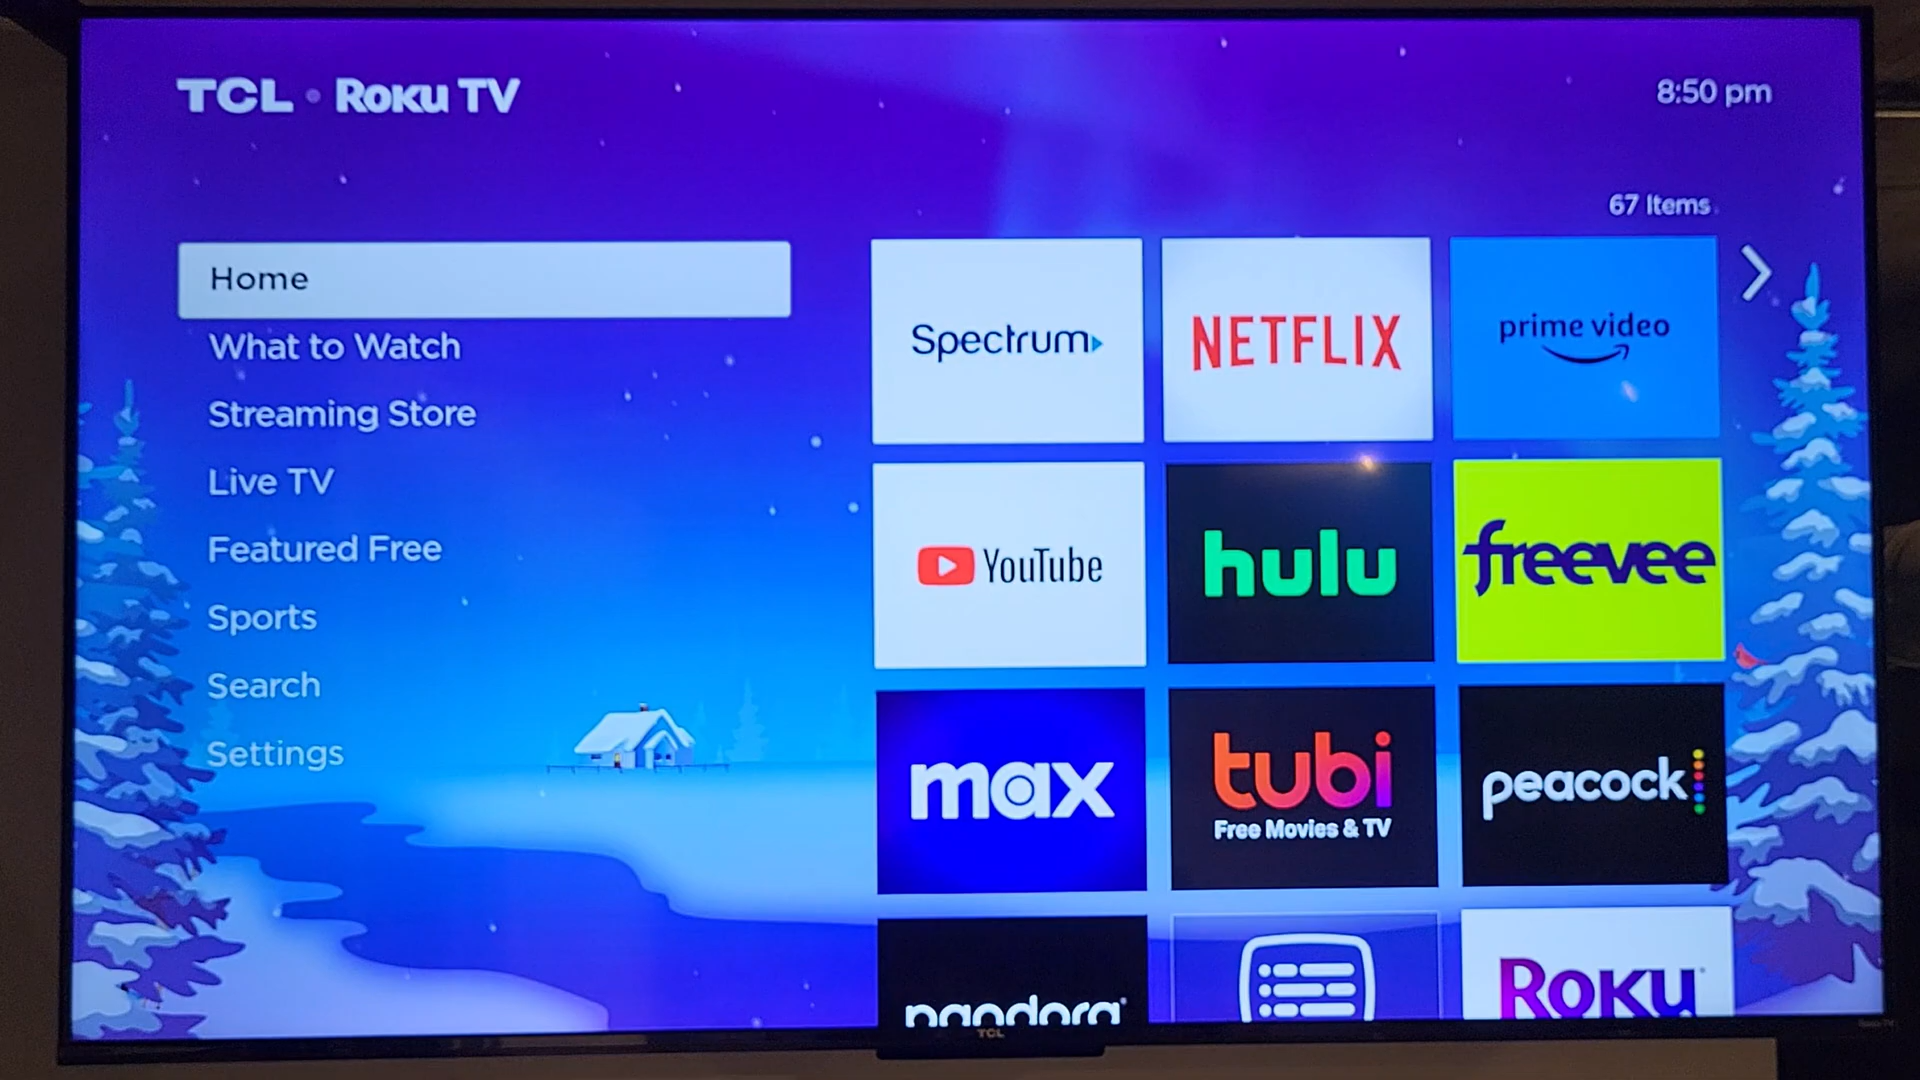 TCL • Roku TV
8:50 pm
67 Items
Home
What to Watch
Streaming Store
Live TV
Featured Free
Sports
Search
Settings
Spectrum
NETFLIX
prime video
YouTube
hulu
freevee
max
tubi
Free Movies & TV
peacock
pandora
Roku
TCL